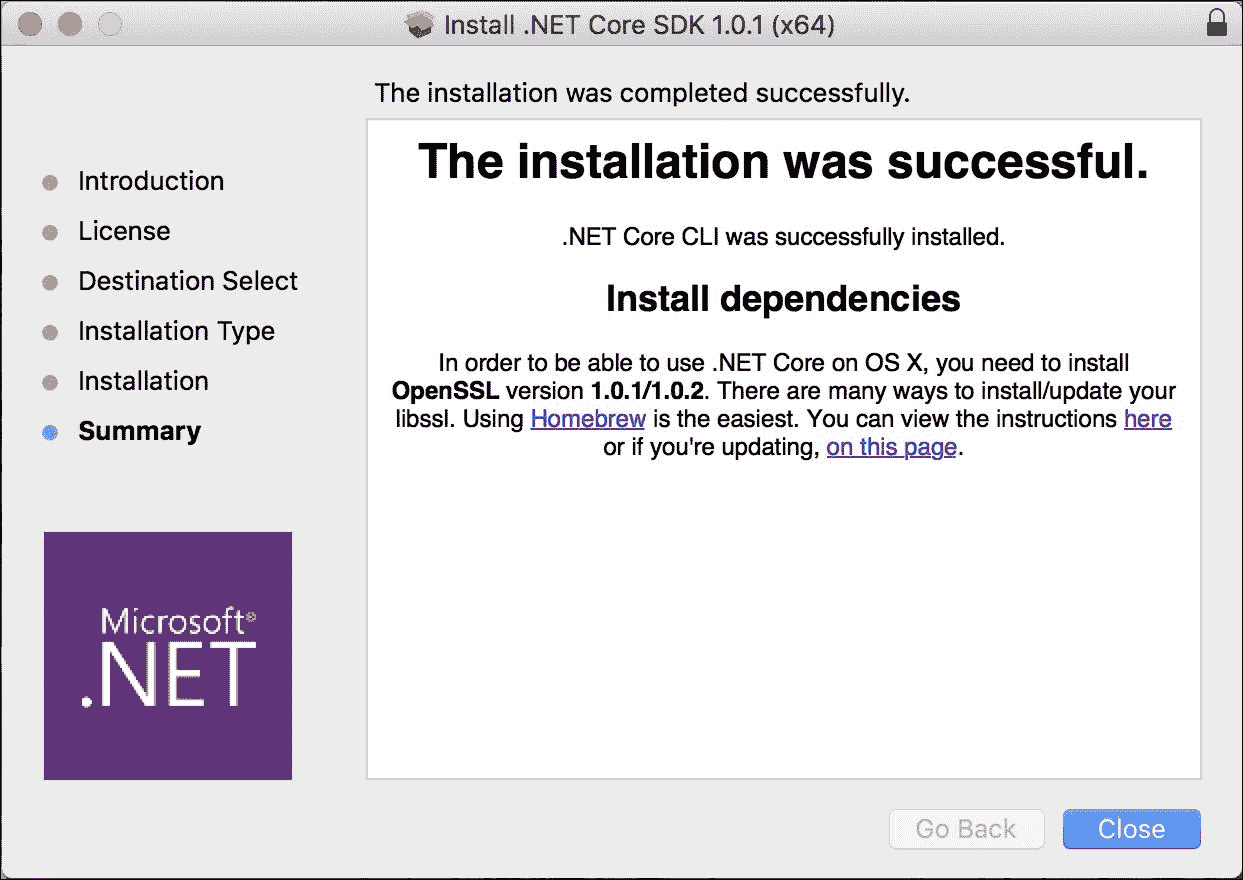 Install .NET Core SDK 1.0.1 (x64)
The installation was completed successfully.
Introduction
License
Destination Select
Installation Type
Installation
Summary
The installation was successful.
.NET Core CLI was successfully installed.
Install dependencies
In order to be able to use .NET Core on OS X, you need to install
OpenSSL version 1.0.1/1.0.2. There are many ways to install/update your
libssl. Using Homebrew is the easiest. You can view the instructions here
or if you're updating, on this page.
Microsoft®
.NET
Go Back
Close